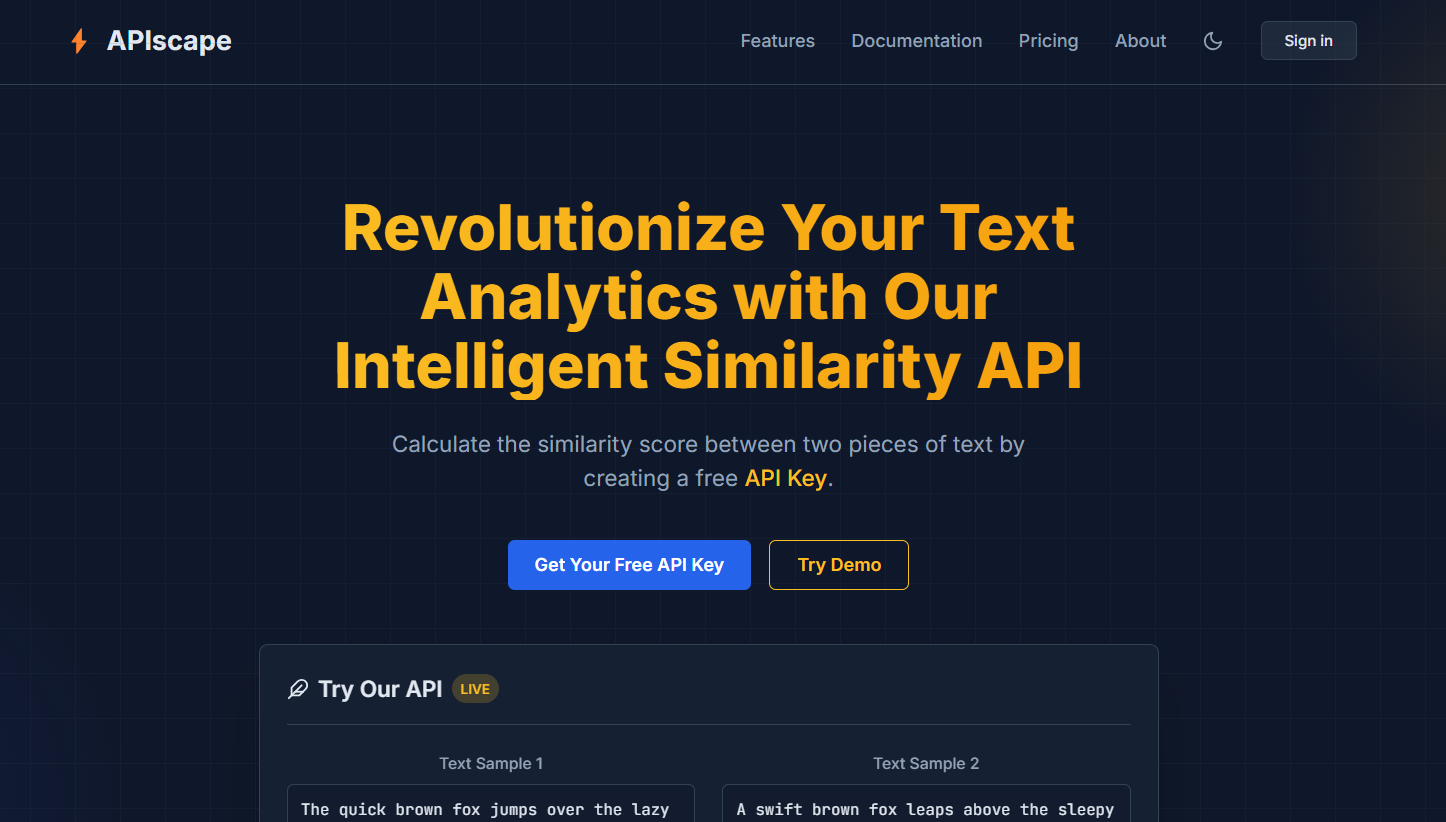 APIscape
Features
Documentation
Pricing
About
Sign in
Revolutionize Your Text
Analytics with Our
Intelligent Similarity API
Calculate the similarity score between two pieces of text by
creating a free API Key.
Get Your Free API Key
Try Demo
Try Our API
LIVE
Text Sample 1
Text Sample 2
The quick brown fox jumps over the lazy
A swift brown fox leaps above the sleepy